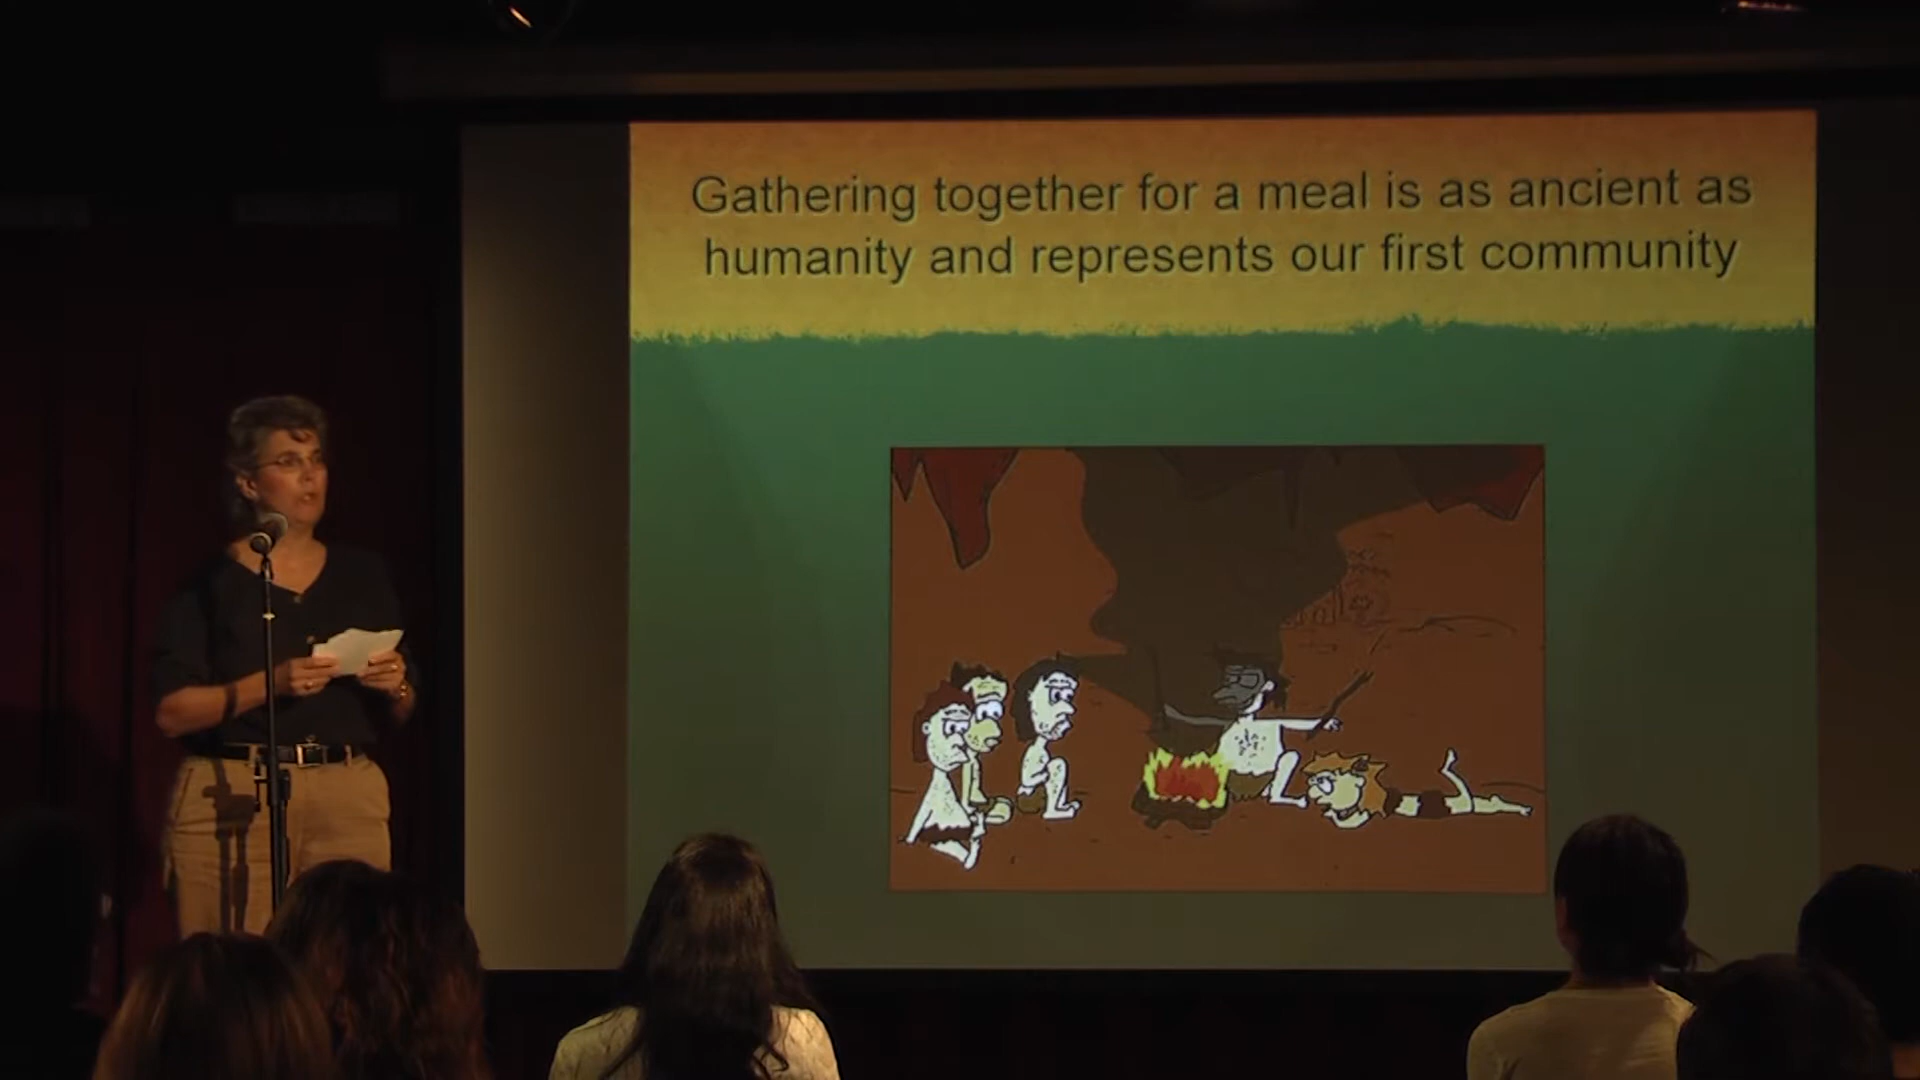 Gathering together for a meal is as ancient as
humanity and represents our first community